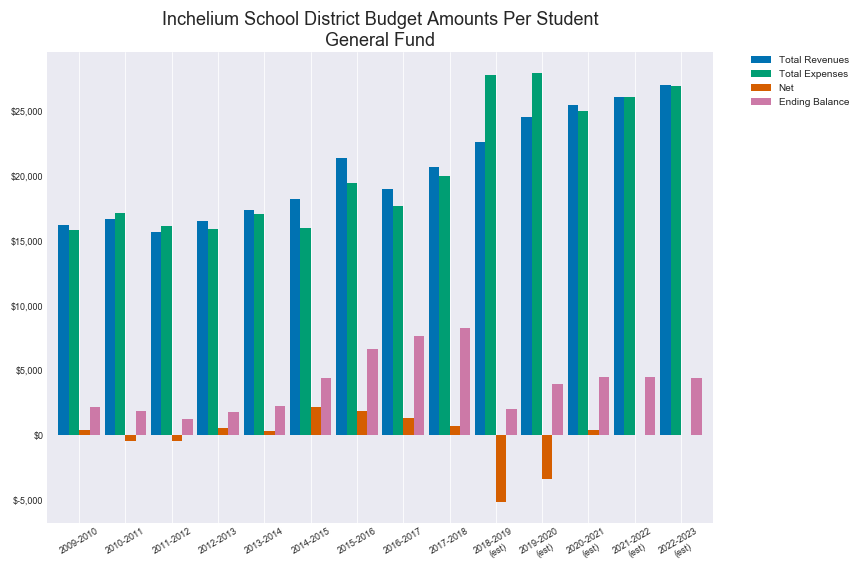 Inchelium School District Budget Amounts Per Student
General Fund
Total Revenues
Total Expenses
Net
Ending Balance
$25,000
$20,000
$15,000
$10,000
$5,000
$0
$-5,000
2009-2010
2010-2011
2011-2012
2012-2013
2013-2014
2014-2015
2015-2016
2016-2017
2017-2018
2018-2019
(est)
2019-2020
(est)
2020-2021
(est)
2021-2022
(est)
2022-2023
(est)